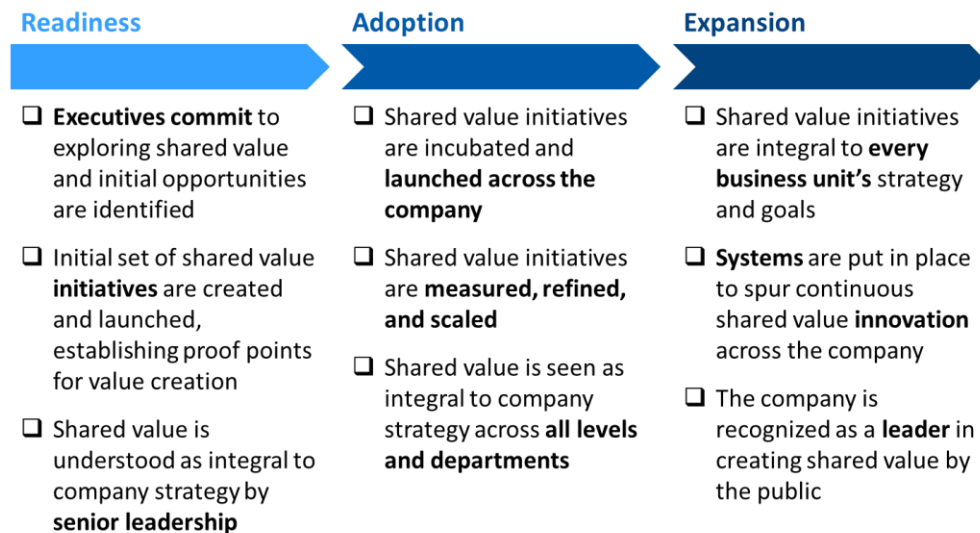 Readiness
Executives commit to
exploring shared value
and initial opportunities
are identified
Initial set of shared value
initiatives are created
and launched,
establishing proof points
for value creation
Shared value is
understood as integral to
company strategy by
senior leadership
Adoption
Shared value initiatives
are incubated and
launched across the
company
Shared value initiatives
are measured, refined,
and scaled
Shared value is seen as
integral to company
strategy across all levels
and departments
Expansion
Shared value initiatives
are integral to every
business unit's strategy
and goals
Systems are put in place
to spur continuous
shared value innovation
across the company
The company is
recognized as a leader in
creating shared value by
the public